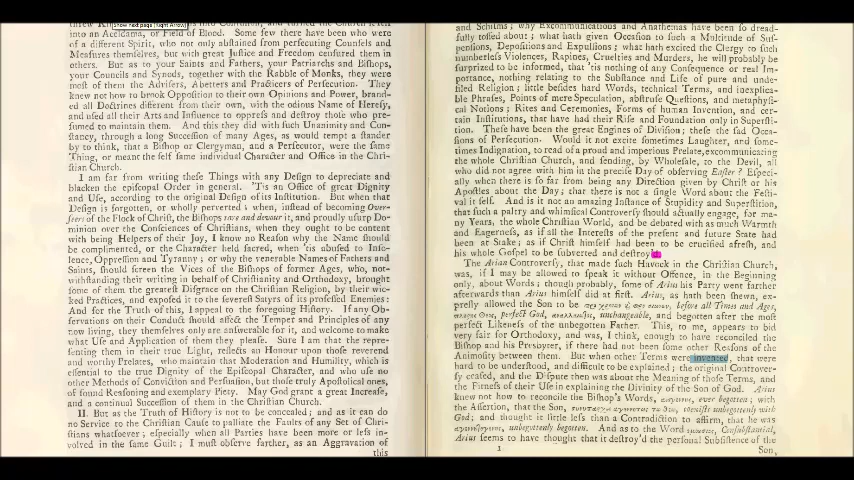 Show next page (Right Arrow)
into an Aceldama, or Field of Blood. Some few there have been who were
of a different Spirit, who not only abstained from persecuting Counsels and
Measures themselves, but with great Justice and Freedom censured them in
others. But as to your Saints and Fathers, your Patriarchs and Bishops,
your Councils and Synods, together with the Rabble of Monks, they were
most of them the Advisers, Abetters and Practicers of Persecution. They
knew not how to brook Opposition to their own Opinions and Power, brand-
ed all Doctrines different from their own, with the odious Name of Heresy,
and used all their Arts and Influence to oppress and destroy those who pre-
sumed to maintain them. And this they did with such Unanimity and Con-
stancy, through a long Succession of many Ages, as would tempt a stander
by to think, that a Bishop or Clergyman, and a Persecutor, were the same
Thing, or meant the self same individual Character and Office in the Chri-
stian Church.
I am far from writing these Things with any Design to depreciate and
blacken the episcopal Order in general. 'Tis an Office of great Dignity
and Use, according to the original Design of its Institution. But when that
Design is forgotten, or wholly perverted; when, instead of becoming Over-
seers of the Flock of Christ, the Bishops tare and devour it, and proudly usurp Do-
minion over the Consciences of Christians, when they ought to be content
with being Helpers of their Joy, I know no Reason why the Name should
be complimented, or the Character held sacred, when 'tis abused to Inso-
lence, Oppression and Tyranny; or why the venerable Names of Fathers and
Saints, should screen the Vices of the Bishops of former Ages, who, not-
withstanding their writing in behalf of Christianity and Orthodoxy, brought
some of them the greatest Disgrace on the Christian Religion, by their wic-
ked Practices, and exposed it to the severest Satyrs of its professed Enemies:
And for the Truth of this, I appeal to the foregoing History. If any Ob-
servations on their Conduct should affect the Temper and Principles of any
now living, they themselves only are answerable for it, and welcome to make
what Use and Application of them they please. Sure I am that the repre-
senting them in their true Light, reflects an Honour upon those reverend
and worthy Prelates, who maintain that Moderation and Humility, which is
essential to the true Dignity of the Episcopal Character, and who use no
other Methods of Conviction and Persuasion, but those truly Apostolical ones,
of sound Reasoning and exemplary Piety. May God grant a great Increase,
and a continual Succession of them in the Christian Church.
II. But as the Truth of History is not to be concealed; and as it can do
no Service to the Christian Cause to palliate the Faults of any Set of Chri-
stians whatsoever; especially when all Parties have been more or less in-
volved in the same Guilt; I must observe farther, as an Aggravation of
this
and Schisms; why Excommunications and Anathemas have been so dread-
fully tossed about; what hath given Occasion to such a Multitude of Sus-
pensions, Depositions and Expulsions; what hath excited the Clergy to such
numberless Violences, Rapines, Cruelties and Murders, he will probably be
surprized to be informed, that 'tis nothing of any Consequence or real Im-
portance, nothing relating to the Substance and Life of pure and unde-
filed Religion; little besides hard Words, technical Terms, and inexplica-
ble Phrases, Points of mere Speculation, abstruse Questions, and metaphysi-
cal Notions; Rites and Ceremonies, Forms of human Invention, and cer-
tain Institutions, that have had their Rise and Foundation only in Supersti-
tion. These have been the great Engines of Division; these the sad Occa-
sions of Persecution. Would it not excite sometimes Laughter, and some-
times Indignation, to read of a proud and imperious Prelate, excommunicating
the whole Christian Church, and sending, by Wholesale, to the Devil, all
who did not agree with him in the precise Day of observing Easter? Especi-
ally when there is so far from being any Direction given by Christ or his
Apostles about the Day; that there is not a single Word about the Festi-
val it self. And is it not an amazing Instance of Stupidity and Superstition,
that such a paltry and whimsical Controversy should actually engage, for ma-
ny Years, the whole Christian World, and be debated with as much Warmth
and Eagerness, as if all the Interests of the present and future State had
been at Stake; as if Christ himself had been to be crucified afresh, and
his whole Gospel to be subverted and destroy'd.
The Arian Controversy, that made such Havock in the Christian Church,
was, if I may be allowed to speak it without Offence, in the Beginning
only, about Words; though probably, some of Arius his Party went farther
afterwards than Arius himself did at first. Arius, as hath been shewn, ex-
presly allowed the Son to be before all Times and Ages,
perfect God, unchangeable, and begotten after the most
perfect Likeness of the unbegotten Father. This, to me, appears to bid
very fair for Orthodoxy, and was, I think, enough to have reconciled the
Bishop and his Presbyter, if there had not been some other Reasons of the
Animosity between them. But when other Terms were invented, that were
hard to be understood, and difficult to be explained; the original Controver-
sy ceased, and the Dispute then was about the Meaning of those Terms, and
the Fitness of their Use in explaining the Divinity of the Son of God. Arius
knew not how to reconcile the Bishop's Words, ever begotten, with
the Assertion, that the Son, coexists unbegottenly with
God; and thought it little less than a Contradiction to affirm, that he was
unbegottenly begotten. And as to the Word Consubstantial,
Arius seems to have thought that it destroy'd the personal Subsistence of the
1
Son,